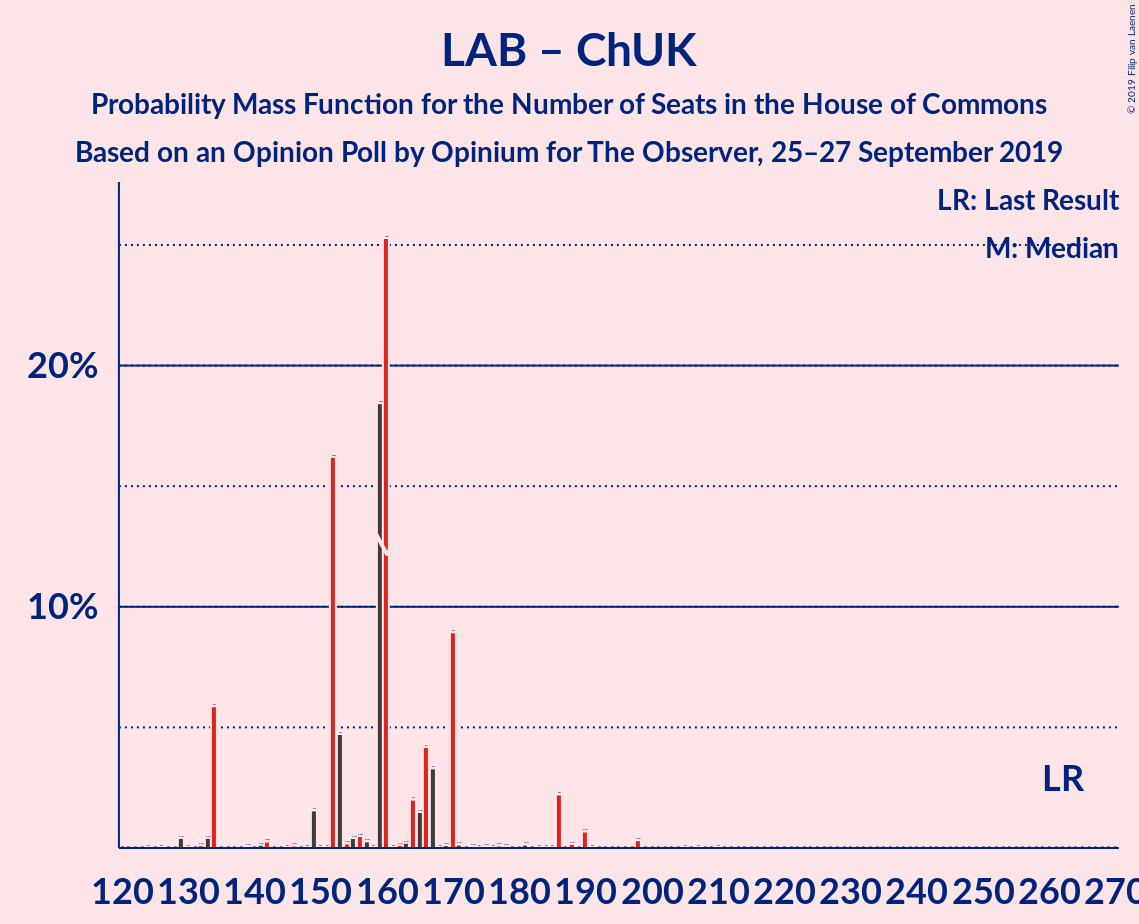 LAB – ChUK
Probability Mass Function for the Number of Seats in the House of Commons
Based on an Opinion Poll by Opinium for The Observer, 25–27 September 2019
© 2019 Filip van Laenen
LR: Last Result
M: Median
20%
10%
LR
120 130 140 150 160 170 180 190 200 210 220 230 240 250 260 270